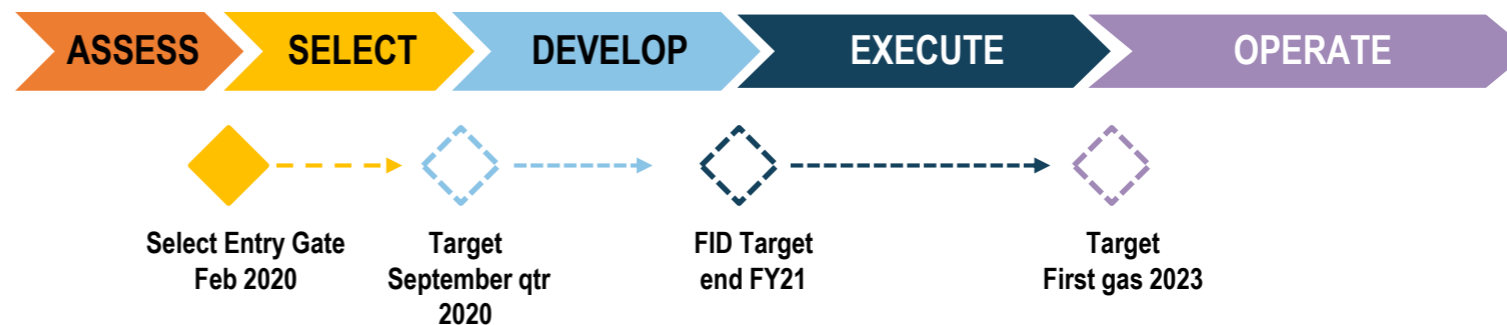 ASSESS
SELECT
DEVELOP
EXECUTE
OPERATE
Select Entry Gate
Feb 2020
Target
September qtr
2020
FID Target
end FY21
Target
First gas 2023